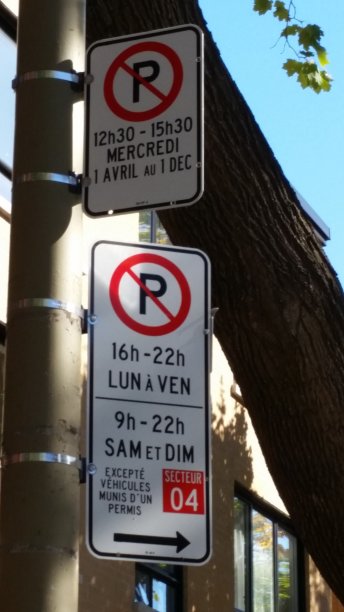 P
12h30 - 15h30
MERCREDI
1 AVRIL AU 1 DEC
P
16h - 22h
LUN À VEN
9h - 22h
SAM ET DIM
EXCEPTÉ
VÉHICULES
MUNIS D'UN
PERMIS
SECTEUR
04